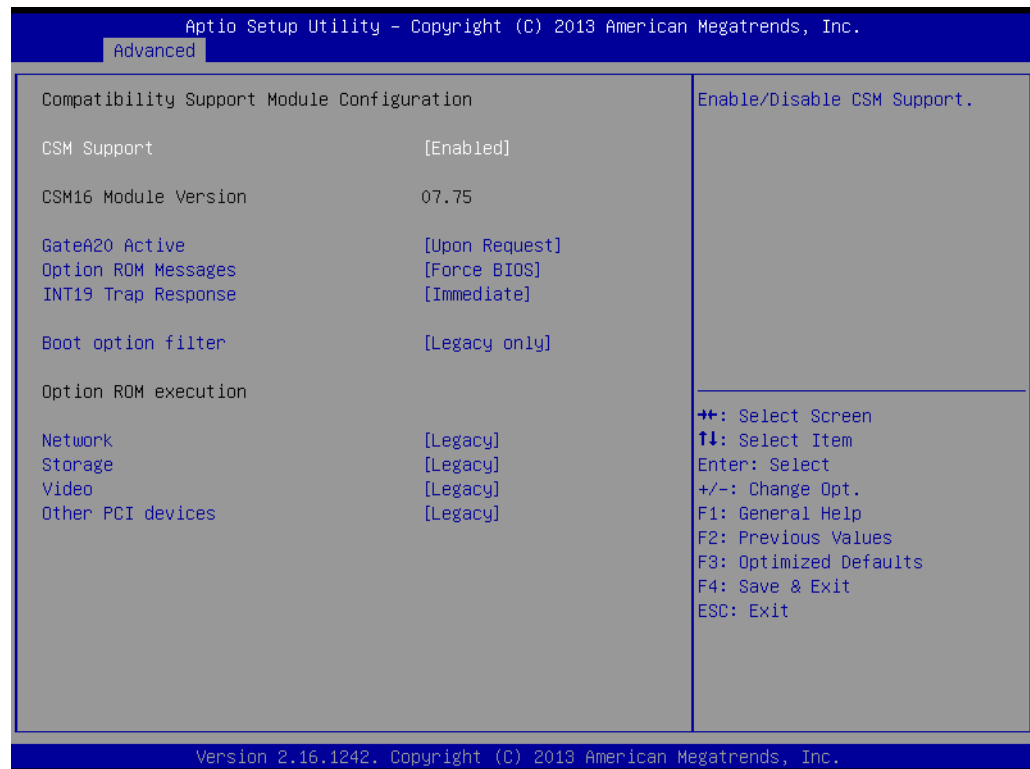 Aptio Setup Utility – Copyright (C) 2013 American Megatrends, Inc.
Advanced
Compatibility Support Module Configuration
CSM Support [Enabled]
CSM16 Module Version 07.75
GateA20 Active [Upon Request]
Option ROM Messages [Force BIOS]
INT19 Trap Response [Immediate]
Boot option filter [Legacy only]
Option ROM execution
Network [Legacy]
Storage [Legacy]
Video [Legacy]
Other PCI devices [Legacy]
Enable/Disable CSM Support.
→←: Select Screen
↑↓: Select Item
Enter: Select
+/-: Change Opt.
F1: General Help
F2: Previous Values
F3: Optimized Defaults
F4: Save & Exit
ESC: Exit
Version 2.16.1242. Copyright (C) 2013 American Megatrends, Inc.